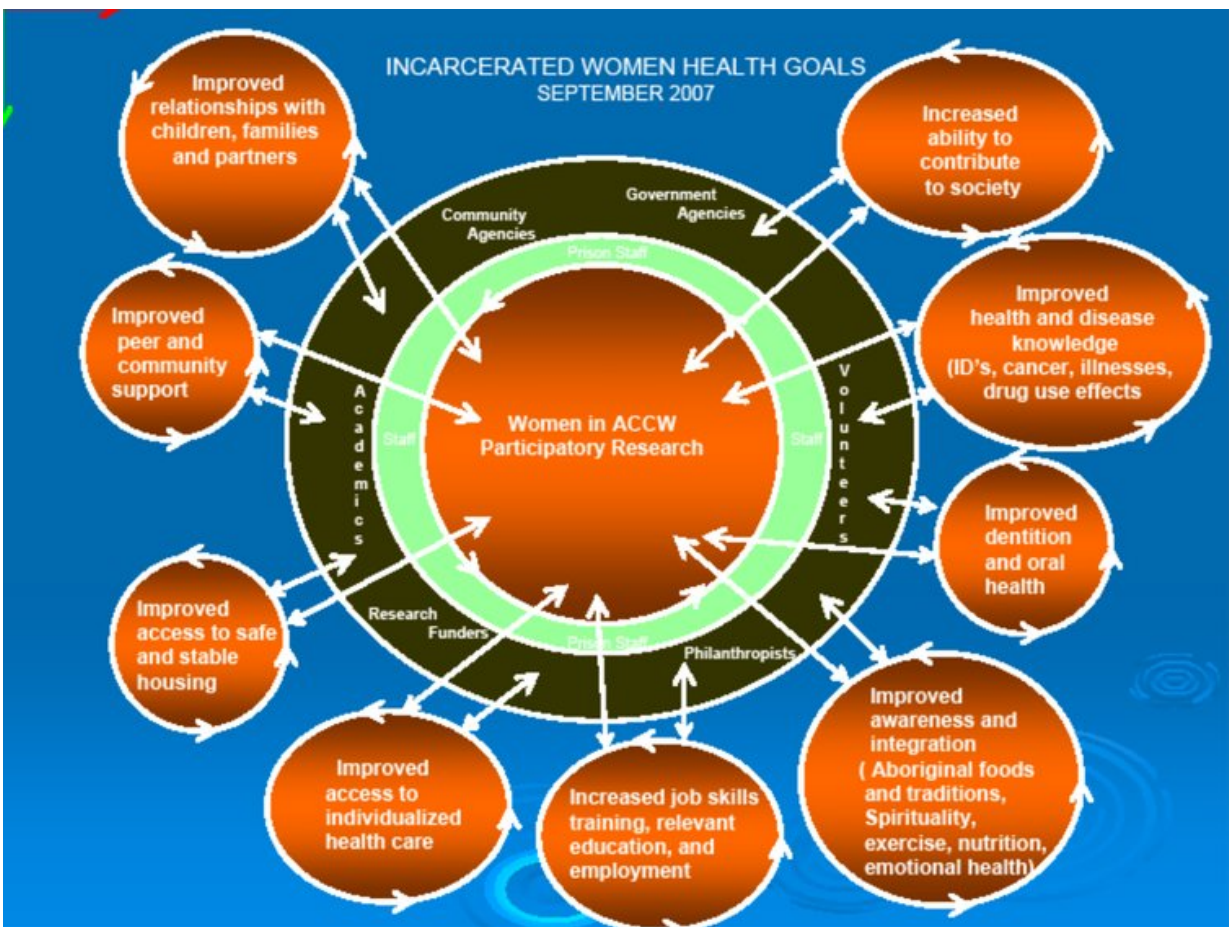 INCARCERATED WOMEN HEALTH GOALS
SEPTEMBER 2007
Improved
relationships with
children, families
and partners
Increased
ability to
contribute
to society
Government
Agencies
Community
Agencies
Prison Staff
Improved
peer and
community
support
Improved
health and disease
knowledge
(ID's, cancer, illnesses,
drug use effects
Academics
Staff
Women in ACCW
Participatory Research
Staff
Volunteers
Improved
dentition
and oral
health
Improved
access to safe
and stable
housing
Research
Funders
Prison Staff
Philanthropists
Improved
access to
individualized
health care
Increased job skills
training, relevant
education, and
employment
Improved
awareness and
integration
( Aboriginal foods
and traditions,
Spirituality,
exercise, nutrition,
emotional health)